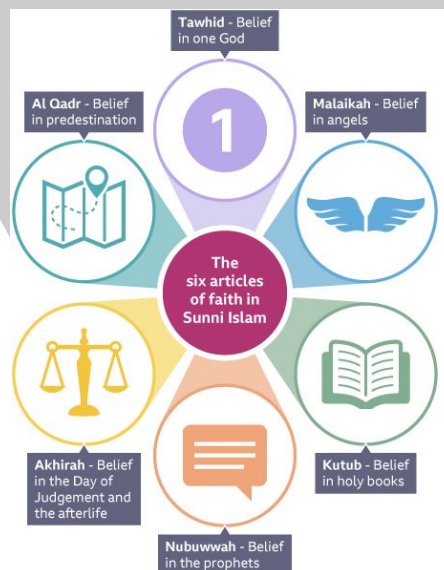 Tawhid - Belief
in one God
Al Qadr - Belief
in predestination
Malaikah - Belief
in angels
1
The
six articles
of faith in
Sunni Islam
Akhirah - Belief
in the Day of
Judgement and
the afterlife
Kutub - Belief
in holy books
Nubuwwah - Belief
in the prophets